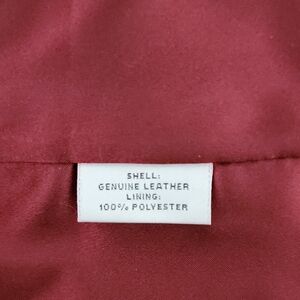 SHELL:
GENUINE LEATHER
LINING:
100% POLYESTER